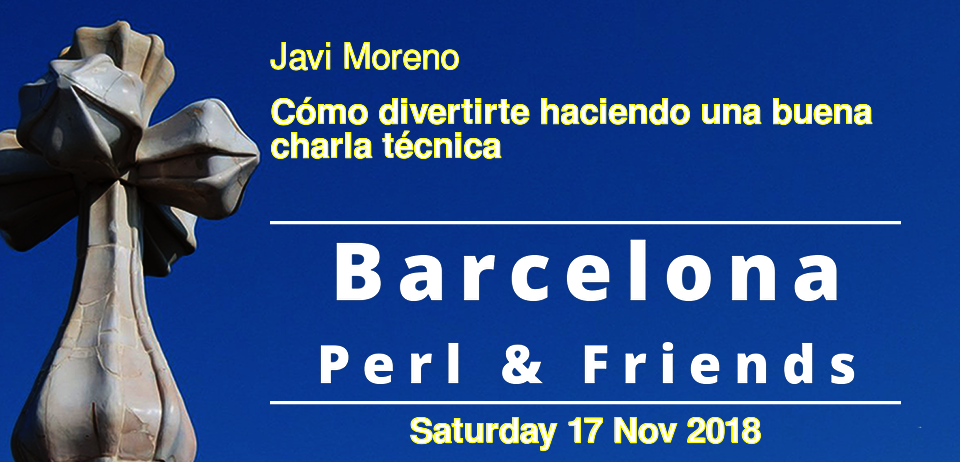 Javi Moreno
Cómo divertirte haciendo una buena
charla técnica
Barcelona
Perl & Friends
Saturday 17 Nov 2018